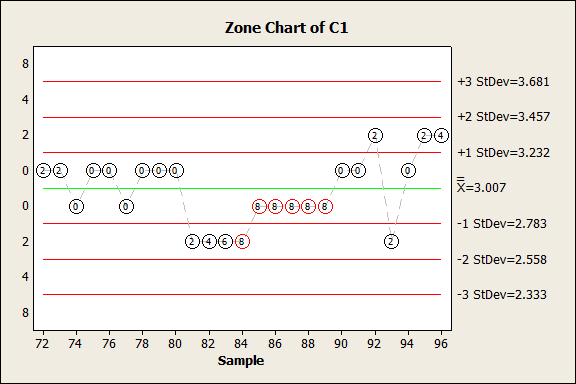 Zone Chart of C1
8
+3 StDev=3.681
4
+2 StDev=3.457
2 2 2 4
+1 StDev=3.232
0 2 2 0 0 0 0 0 0 0 0
X̿=3.007
0 0 0 8 8 8 8 8
-1 StDev=2.783
2 2 4 6 8 2
-2 StDev=2.558
4
-3 StDev=2.333
8
72 74 76 78 80 82 84 86 88 90 92 94 96
Sample